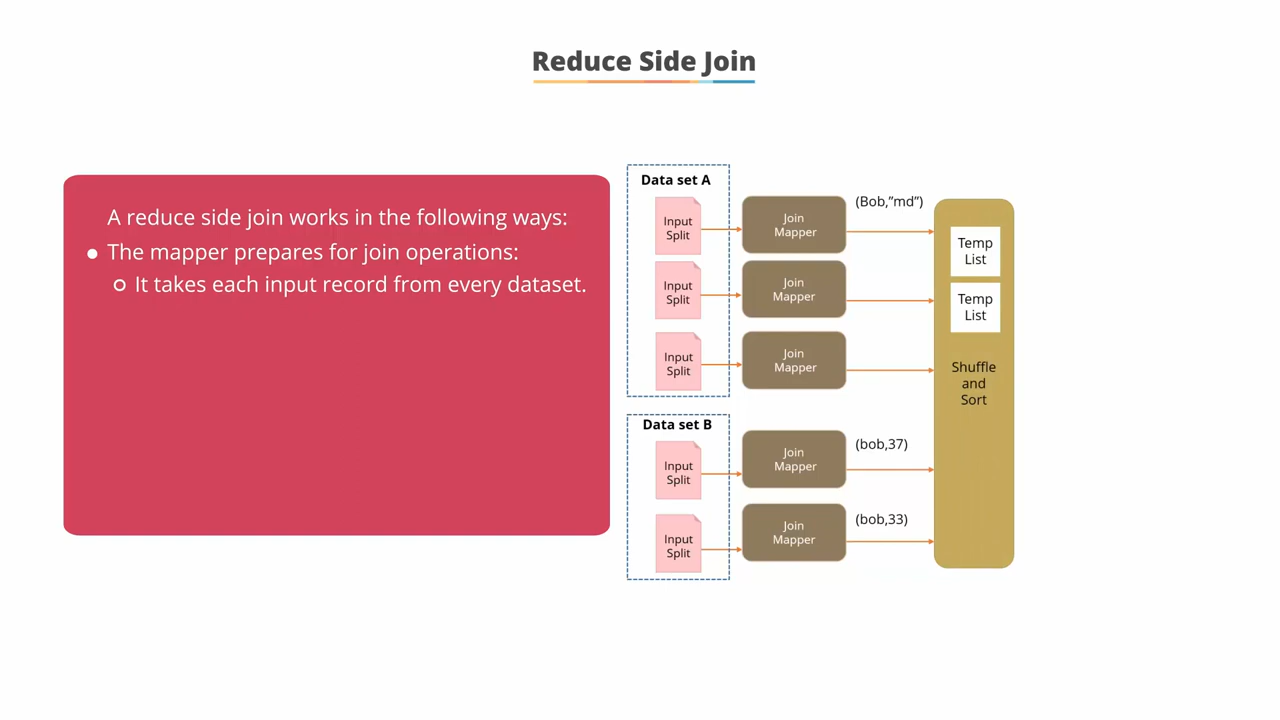 Reduce Side Join
A reduce side join works in the following ways:
The mapper prepares for join operations:
It takes each input record from every dataset.
Data set A
Input
Split
Join
Mapper
(Bob,”md”)
Input
Split
Join
Mapper
Input
Split
Join
Mapper
Data set B
Input
Split
Join
Mapper
(bob,37)
Input
Split
Join
Mapper
(bob,33)
Temp
List
Temp
List
Shuffle
and
Sort